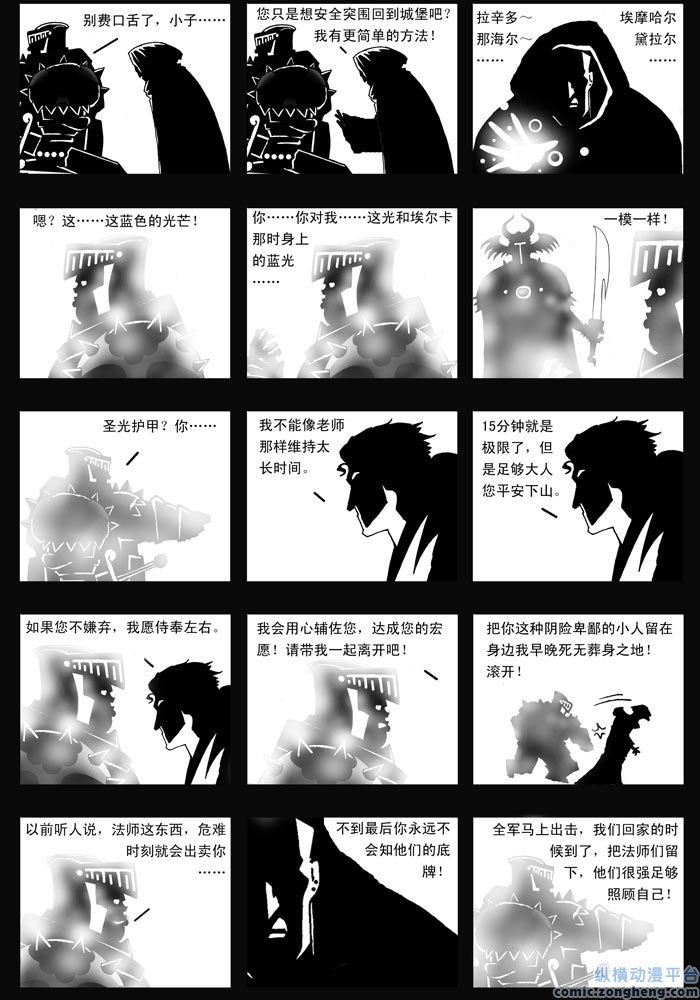 别费口舌了，小子……
您只是想安全突围回到城堡吧？
我有更简单的方法！
拉辛多～
那海尔～
……
埃摩哈尔
黛拉尔
……
嗯？这……这蓝色的光芒！
你……你对我……这光和埃尔卡
那时身上
的蓝光
……
一模一样！
圣光护甲？你……
我不能像老师
那样维持太
长时间。
15分钟就是
极限了，但
是足够大人
您平安下山。
如果您不嫌弃，我愿侍奉左右。
我会用心辅佐您，达成您的宏
愿！请带我一起离开吧！
把你这种阴险卑鄙的小人留在
身边我早晚死无葬身之地！
滚开！
以前听人说，法师这东西，危难
时刻就会出卖你
……
不到最后你永远不
会知他们的底
牌！
全军马上出击，我们回家的时
候到了，把法师们留
下，他们很强足够
照顾自己！
纵横动漫平台
comic.zongheng.com